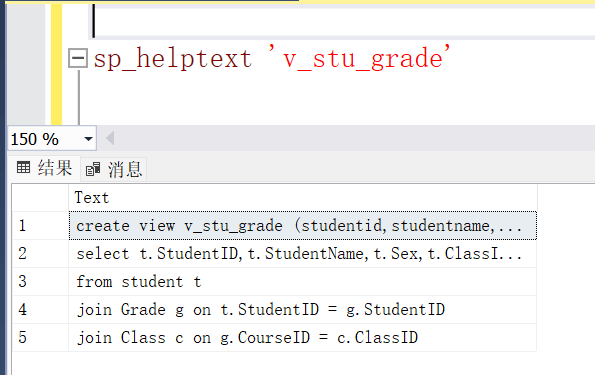 sp_helptext 'v_stu_grade'
150 %
结果 消息
Text
1 create view v_stu_grade (studentid,studentname,...
2 select t.StudentID,t.StudentName,t.Sex,t.ClassI...
3 from student t
4 join Grade g on t.StudentID = g.StudentID
5 join Class c on g.CourseID = c.ClassID